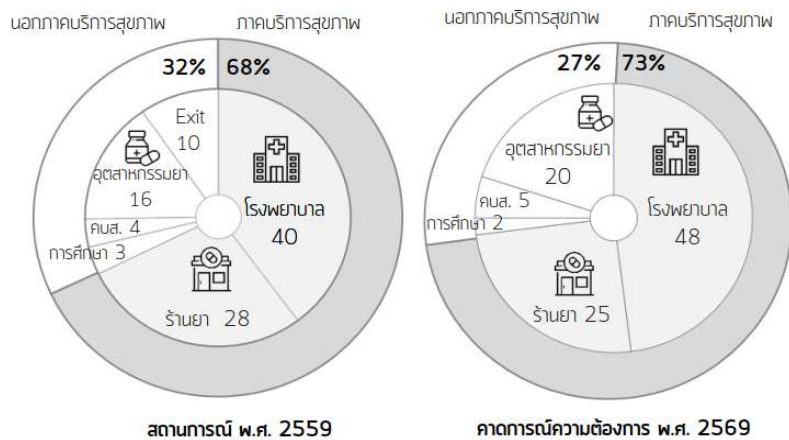 นอกภาคบริการสุขภาพ ภาคบริการสุขภาพ
32% 68%
Exit
10
อุตสาหกรรมยา
16
คบส. 4
การศึกษา 3
โรงพยาบาล
40
ร้านยา 28
สถานการณ์ พ.ศ. 2559
นอกภาคบริการสุขภาพ ภาคบริการสุขภาพ
27% 73%
อุตสาหกรรมยา
20
คบส. 5
การศึกษา 2
โรงพยาบาล
48
ร้านยา 25
คาดการณ์ความต้องการ พ.ศ. 2569